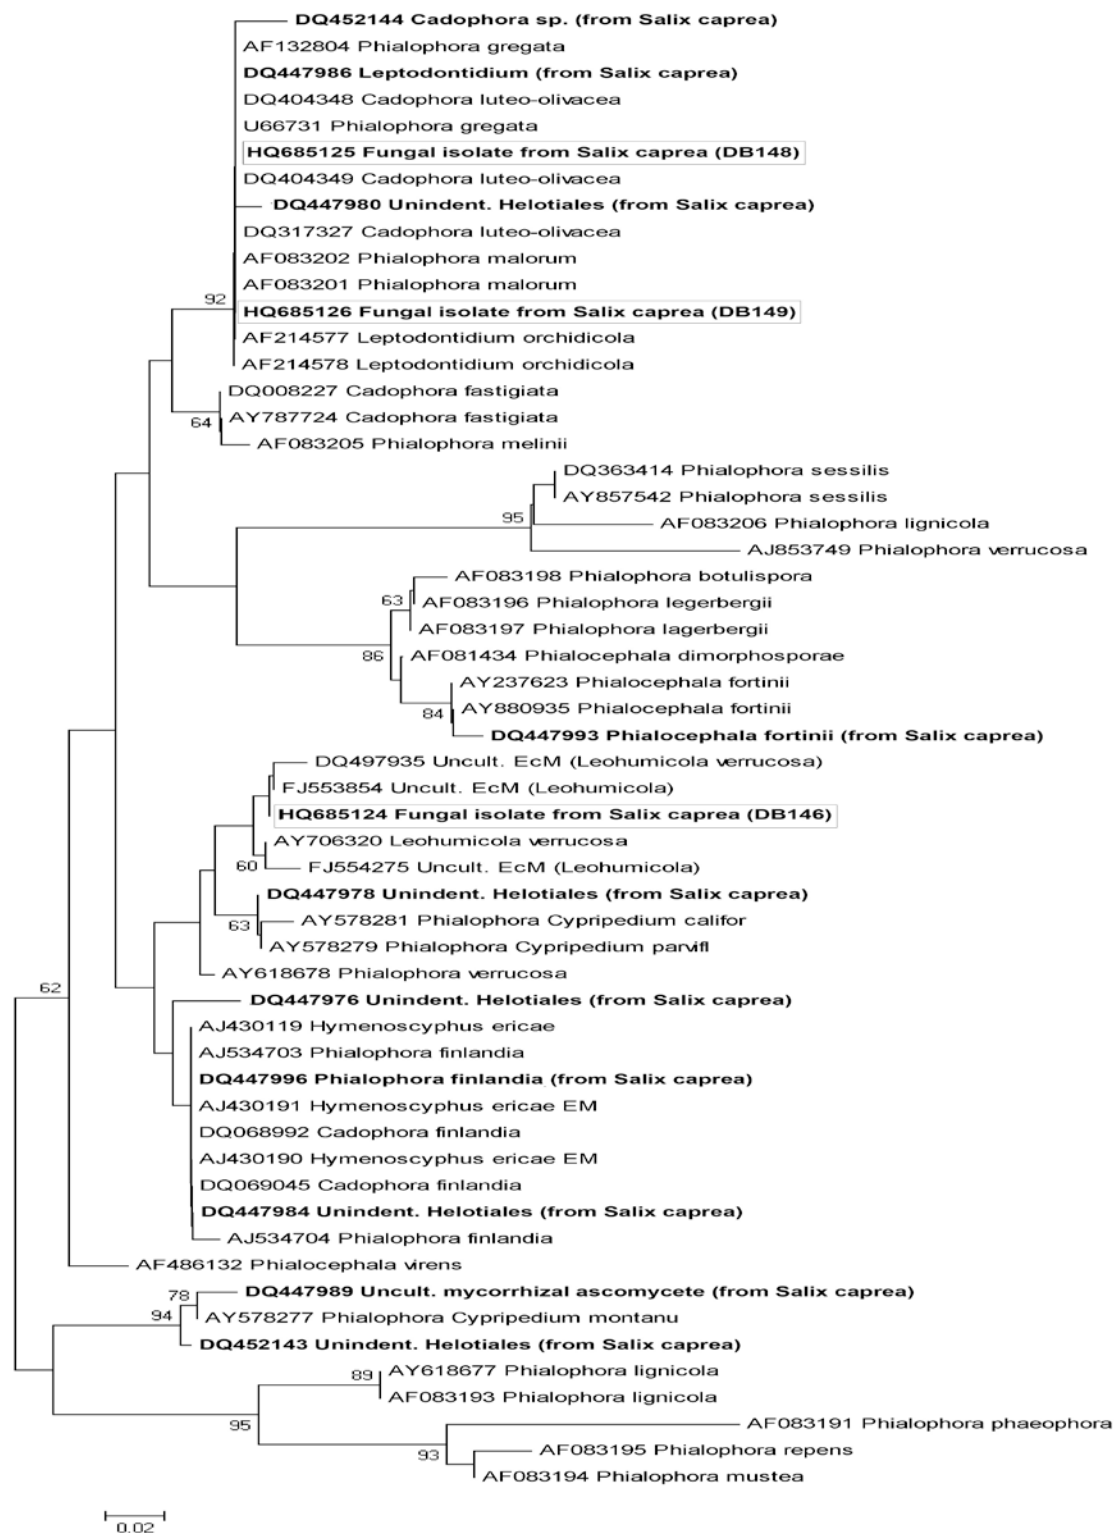 DQ452144 Cadophora sp. (from Salix caprea)
AF132804 Phialophora gregata
DQ447986 Leptodontidium (from Salix caprea)
DQ404348 Cadophora luteo-olivacea
U66731 Phialophora gregata
HQ685125 Fungal isolate from Salix caprea (DB148)
DQ404349 Cadophora luteo-olivacea
DQ447980 Unindent. Helotiales (from Salix caprea)
DQ317327 Cadophora luteo-olivacea
AF083202 Phialophora malorum
AF083201 Phialophora malorum
92
HQ685126 Fungal isolate from Salix caprea (DB149)
AF214577 Leptodontidium orchidicola
AF214578 Leptodontidium orchidicola
DQ008227 Cadophora fastigiata
64
AY787724 Cadophora fastigiata
AF083205 Phialophora melinii
DQ363414 Phialophora sessilis
AY857542 Phialophora sessilis
95
AF083206 Phialophora lignicola
AJ853749 Phialophora verrucosa
AF083198 Phialophora botulispora
63
AF083196 Phialophora legerbergii
AF083197 Phialophora lagerbergii
86
AF081434 Phialocephala dimorphosporae
AY237623 Phialocephala fortinii
84
AY880935 Phialocephala fortinii
DQ447993 Phialocephala fortinii (from Salix caprea)
DQ497935 Uncult. EcM (Leohumicola verrucosa)
FJ553854 Uncult. EcM (Leohumicola)
HQ685124 Fungal isolate from Salix caprea (DB146)
AY706320 Leohumicola verrucosa
60
FJ554275 Uncult. EcM (Leohumicola)
DQ447978 Unindent. Helotiales (from Salix caprea)
63
AY578281 Phialophora Cypripedium califor
AY578279 Phialophora Cypripedium parvifl
AY618678 Phialophora verrucosa
62
DQ447976 Unindent. Helotiales (from Salix caprea)
AJ430119 Hymenoscyphus ericae
AJ534703 Phialophora finlandia
DQ447996 Phialophora finlandia (from Salix caprea)
AJ430191 Hymenoscyphus ericae EM
DQ068992 Cadophora finlandia
AJ430190 Hymenoscyphus ericae EM
DQ069045 Cadophora finlandia
DQ447984 Unindent. Helotiales (from Salix caprea)
AJ534704 Phialophora finlandia
AF486132 Phialocephala virens
78
DQ447989 Uncult. mycorrhizal ascomycete (from Salix caprea)
94
AY578277 Phialophora Cypripedium montanu
DQ452143 Unindent. Helotiales (from Salix caprea)
89
AY618677 Phialophora lignicola
AF083193 Phialophora lignicola
95
AF083191 Phialophora phaeophora
93
AF083195 Phialophora repens
AF083194 Phialophora mustea
0.02